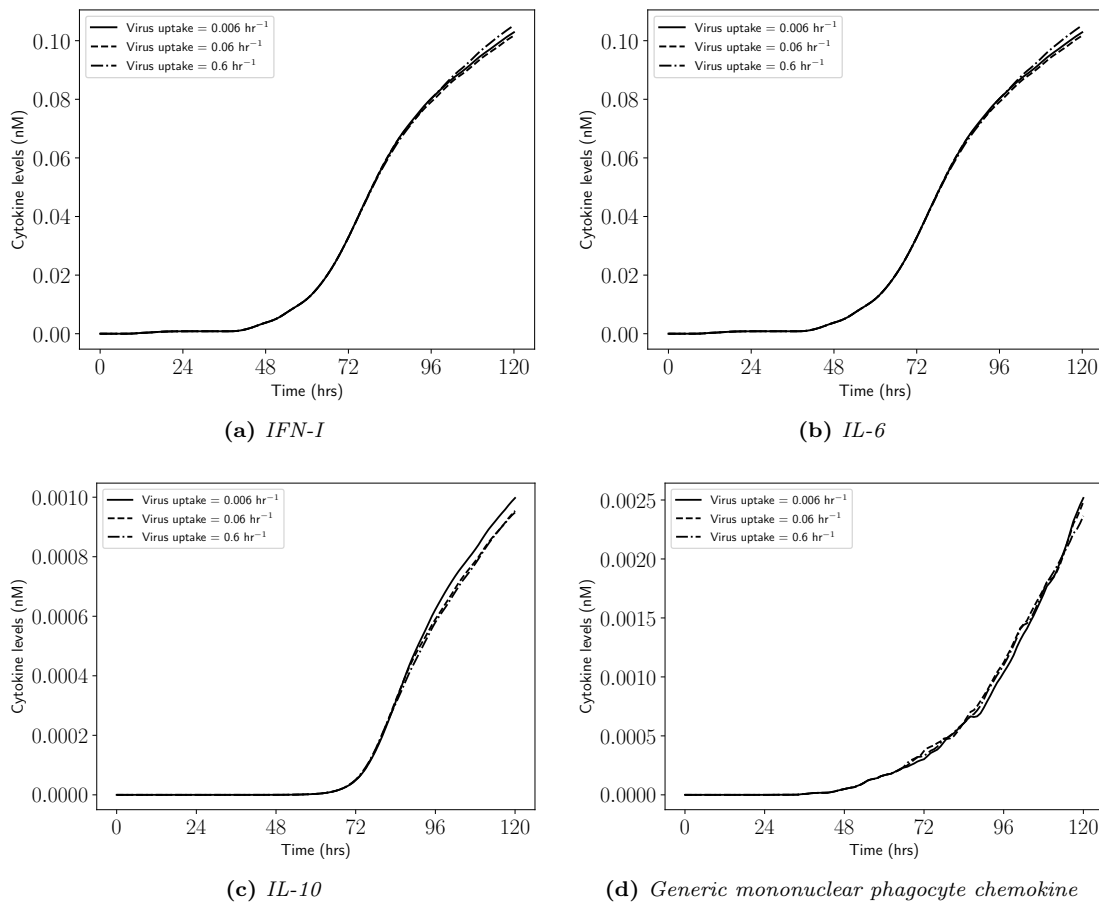 Virus uptake = 0.006 hr⁻¹
Virus uptake = 0.06 hr⁻¹
Virus uptake = 0.6 hr⁻¹
Cytokine levels (nM)
0.10
0.08
0.06
0.04
0.02
0.00
0 24 48 72 96 120
Time (hrs)
(a) IFN-I
Virus uptake = 0.006 hr⁻¹
Virus uptake = 0.06 hr⁻¹
Virus uptake = 0.6 hr⁻¹
Cytokine levels (nM)
0.10
0.08
0.06
0.04
0.02
0.00
0 24 48 72 96 120
Time (hrs)
(b) IL-6
Virus uptake = 0.006 hr⁻¹
Virus uptake = 0.06 hr⁻¹
Virus uptake = 0.6 hr⁻¹
Cytokine levels (nM)
0.0010
0.0008
0.0006
0.0004
0.0002
0.0000
0 24 48 72 96 120
Time (hrs)
(c) IL-10
Virus uptake = 0.006 hr⁻¹
Virus uptake = 0.06 hr⁻¹
Virus uptake = 0.6 hr⁻¹
Cytokine levels (nM)
0.0025
0.0020
0.0015
0.0010
0.0005
0.0000
0 24 48 72 96 120
Time (hrs)
(d) Generic mononuclear phagocyte chemokine